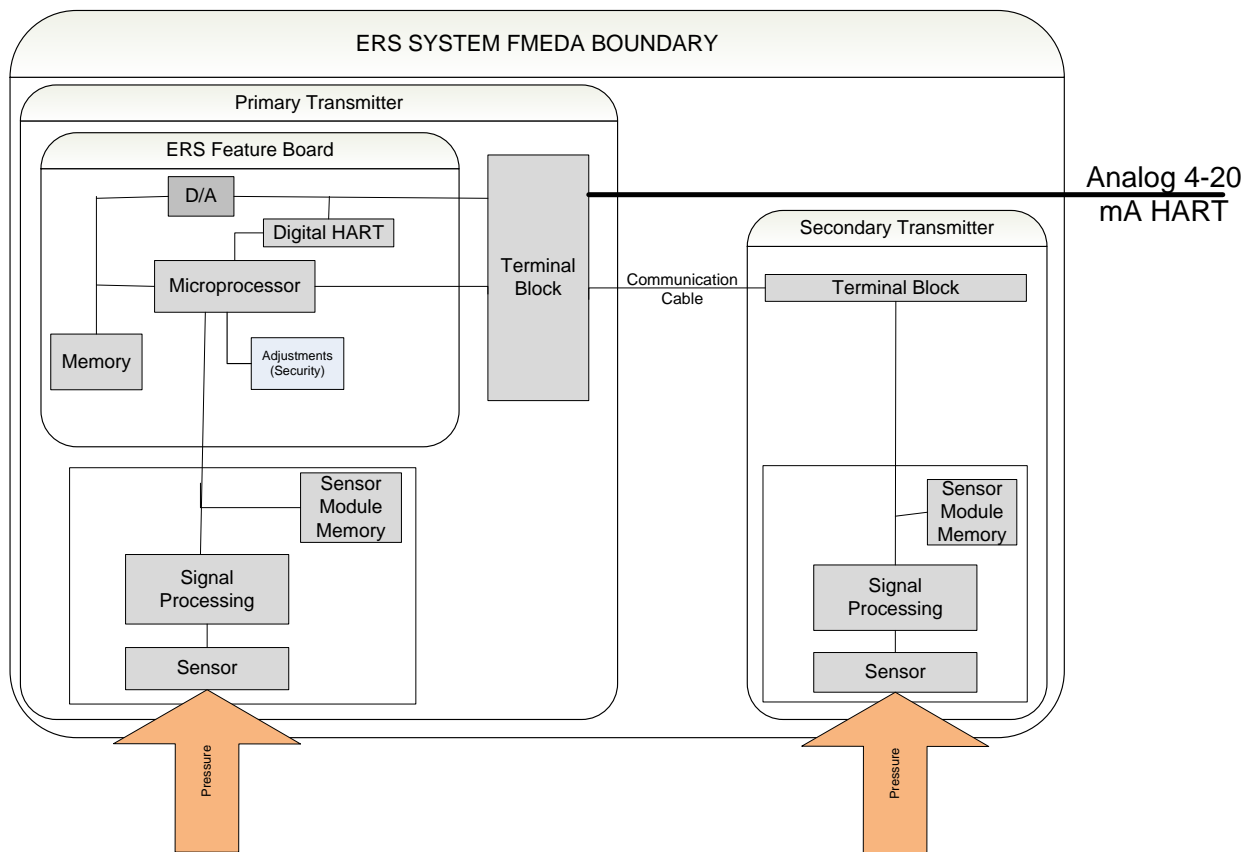 ERS SYSTEM FMEDA BOUNDARY
Primary Transmitter
ERS Feature Board
D/A
Digital HART
Microprocessor
Memory
Adjustments
(Security)
Terminal
Block
Analog 4-20
mA HART
Communication
Cable
Secondary Transmitter
Terminal Block
Sensor
Module
Memory
Signal
Processing
Sensor
Sensor
Module
Memory
Signal
Processing
Sensor
Pressure
Pressure